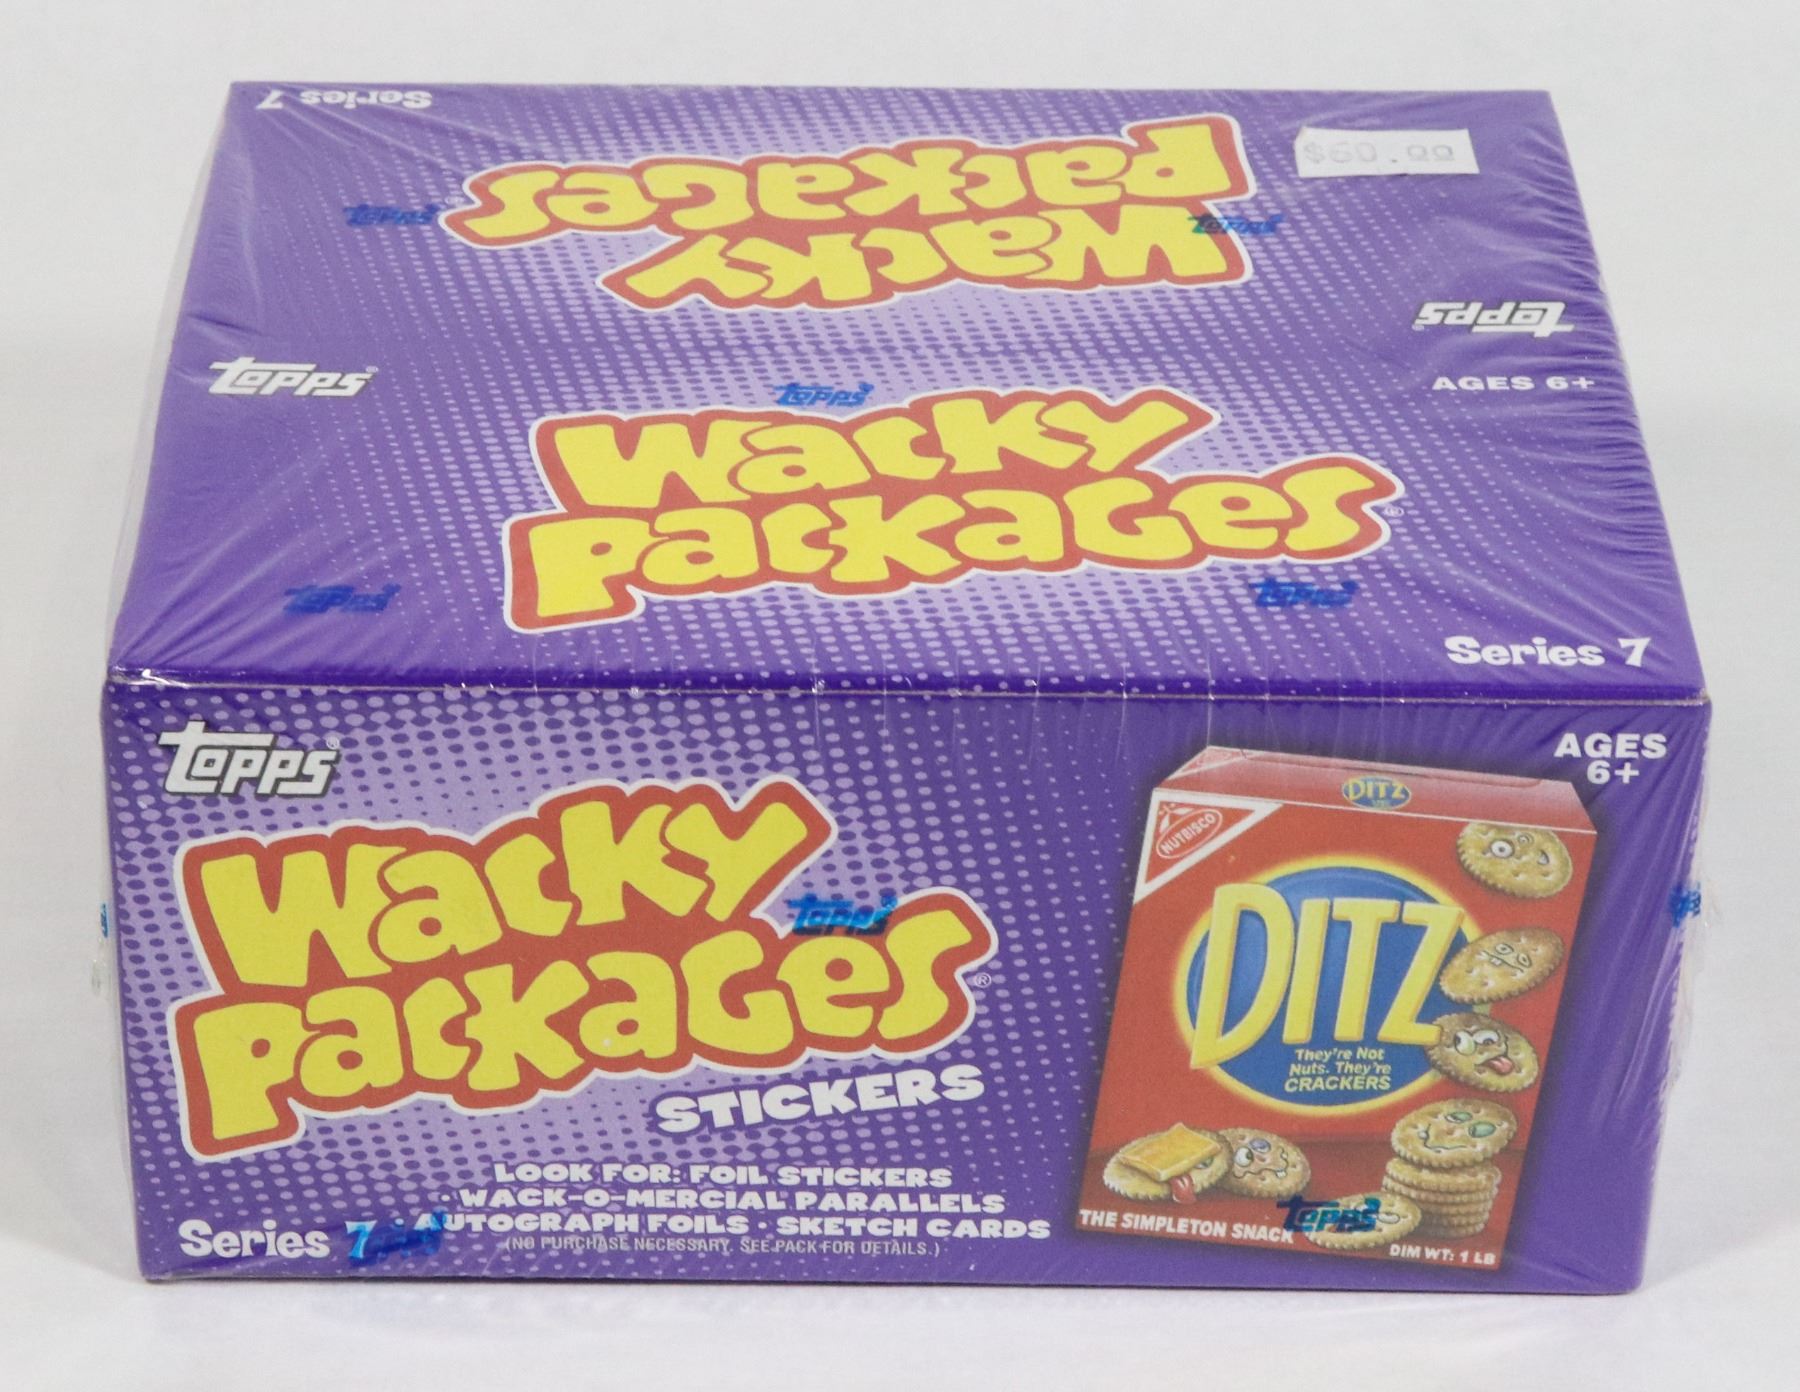 Series 7
$60.00
Wacky
Packages®
topps
topps
topps
AGES 6+
topps
topps
Wacky
Packages®
topps
topps
Series 7
topps®
AGES
6+
Wacky
Packages®
topps
STICKERS
LOOK FOR: FOIL STICKERS
• WACK-O-MERCIAL PARALLELS
AUTOGRAPH FOILS • SKETCH CARDS
(NO PURCHASE NECESSARY. SEE PACK FOR DETAILS.)
Series 7
topps
DITZ
NUTBISCO
DITZ
They're Not
Nuts. They're
CRACKERS
THE SIMPLETON SNACK
topps
DIM WT: 1 LB